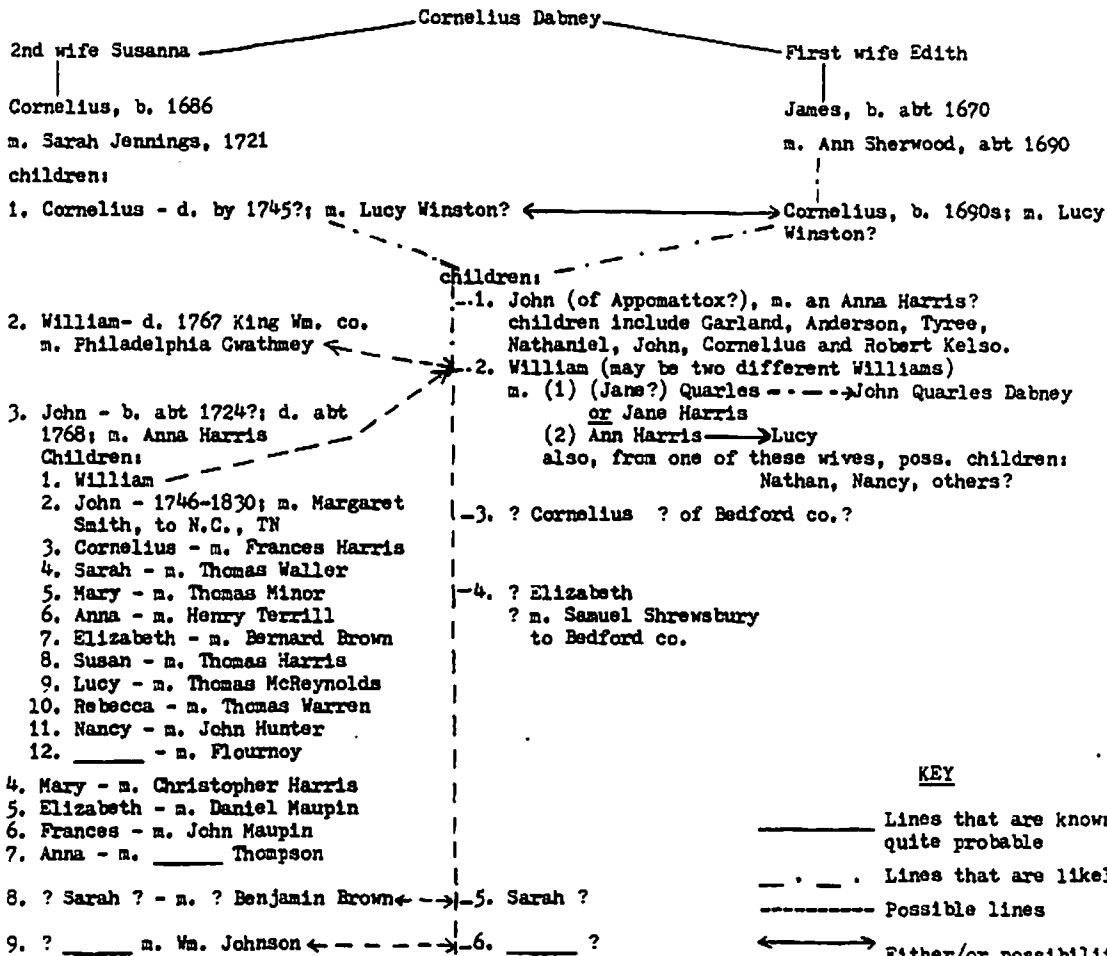 Cornelius Dabney
2nd wife Susanna
First wife Edith
Cornelius, b. 1686
James, b. abt 1670
m. Sarah Jennings, 1721
m. Ann Sherwood, abt 1690
children:
1. Cornelius - d. by 1745?; m. Lucy Winston?
Cornelius, b. 1690s; m. Lucy
Winston?
children:
1. John (of Appomattox?), m. an Anna Harris?
children include Garland, Anderson, Tyree,
Nathaniel, John, Cornelius and Robert Kelso.
2. William- d. 1767 King Wm. co.
m. Philadelphia Gwathmey
2. William (may be two different Williams)
m. (1) (Jane?) Quarles John Quarles Dabney
or Jane Harris
(2) Ann Harris Lucy
also, from one of these wives, poss. children:
Nathan, Nancy, others?
3. John - b. abt 1724?; d. abt
1768; m. Anna Harris
Children:
1. William
2. John - 1746-1830; m. Margaret
Smith, to N.C., TN
3. Cornelius - m. Frances Harris
4. Sarah - m. Thomas Waller
5. Mary - m. Thomas Minor
6. Anna - m. Henry Terrill
7. Elizabeth - m. Bernard Brown
8. Susan - m. Thomas Harris
9. Lucy - m. Thomas McReynolds
10. Rebecca - m. Thomas Warren
11. Nancy - m. John Hunter
12. ______ - m. Flournoy
3. ? Cornelius ? of Bedford co.?
4. ? Elizabeth
? m. Samuel Shrewsbury
to Bedford co.
4. Mary - m. Christopher Harris
5. Elizabeth - m. Daniel Maupin
6. Frances - m. John Maupin
7. Anna - m. ______ Thompson
8. ? Sarah ? - m. ? Benjamin Brown
5. Sarah ?
9. ? ______ m. Wm. Johnson
6. ______ ?
KEY
Lines that are known
quite probable
Lines that are likel
Possible lines
Either/or possibilit